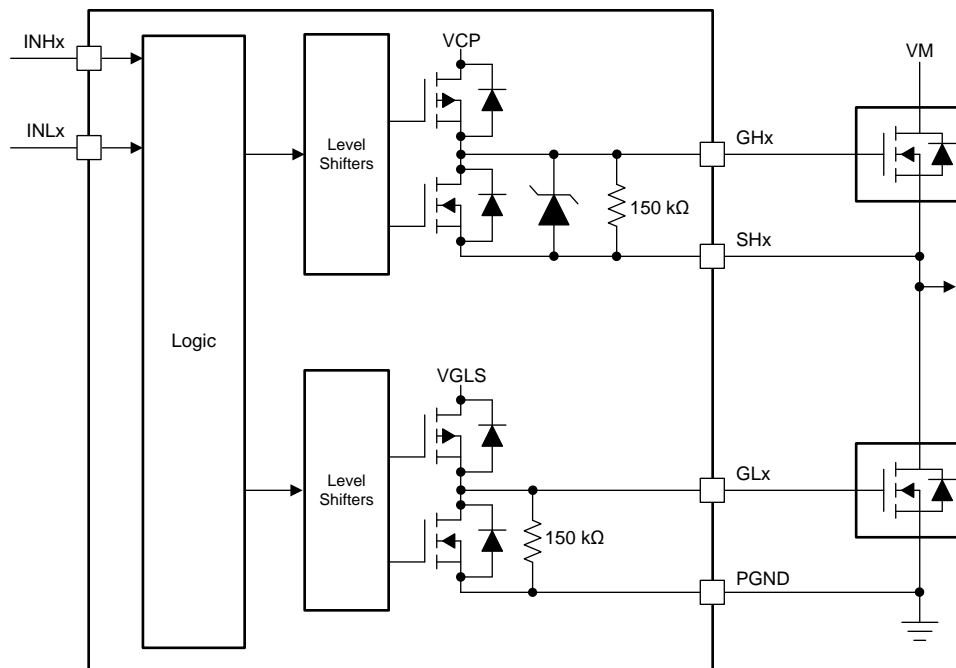 INHx
INLx
Logic
Level
Shifters
VCP
GHx
150 kΩ
SHx
VM
Level
Shifters
VGLS
GLx
150 kΩ
PGND